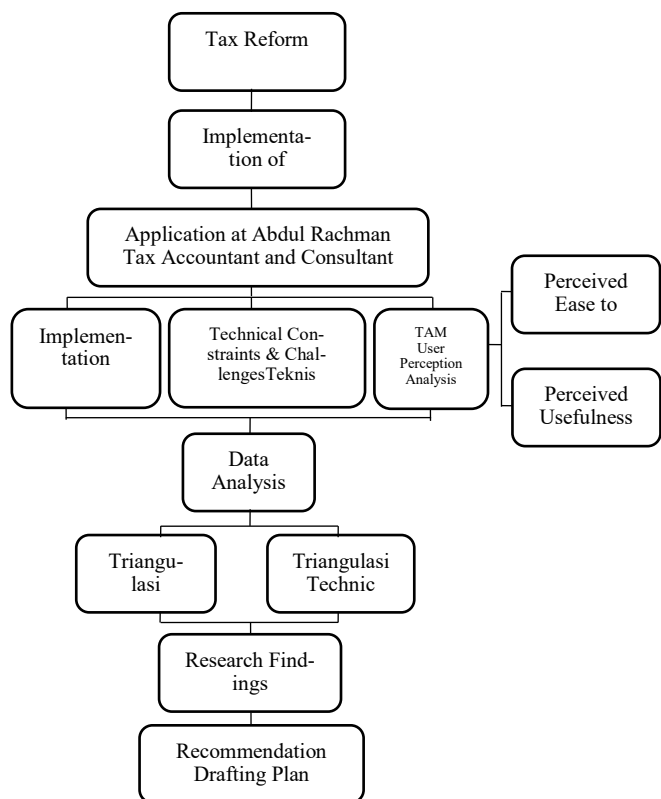 Tax Reform
Implementa-
tion of
Application at Abdul Rachman
Tax Accountant and Consultant
Implemen-
tation
Technical Con-
straints & Chal-
lengesTeknis
TAM
User
Perception
Analysis
Perceived
Ease to
Perceived
Usefulness
Data
Analysis
Triangu-
lasi
Triangulasi
Technic
Research Find-
ings
Recommendation
Drafting Plan